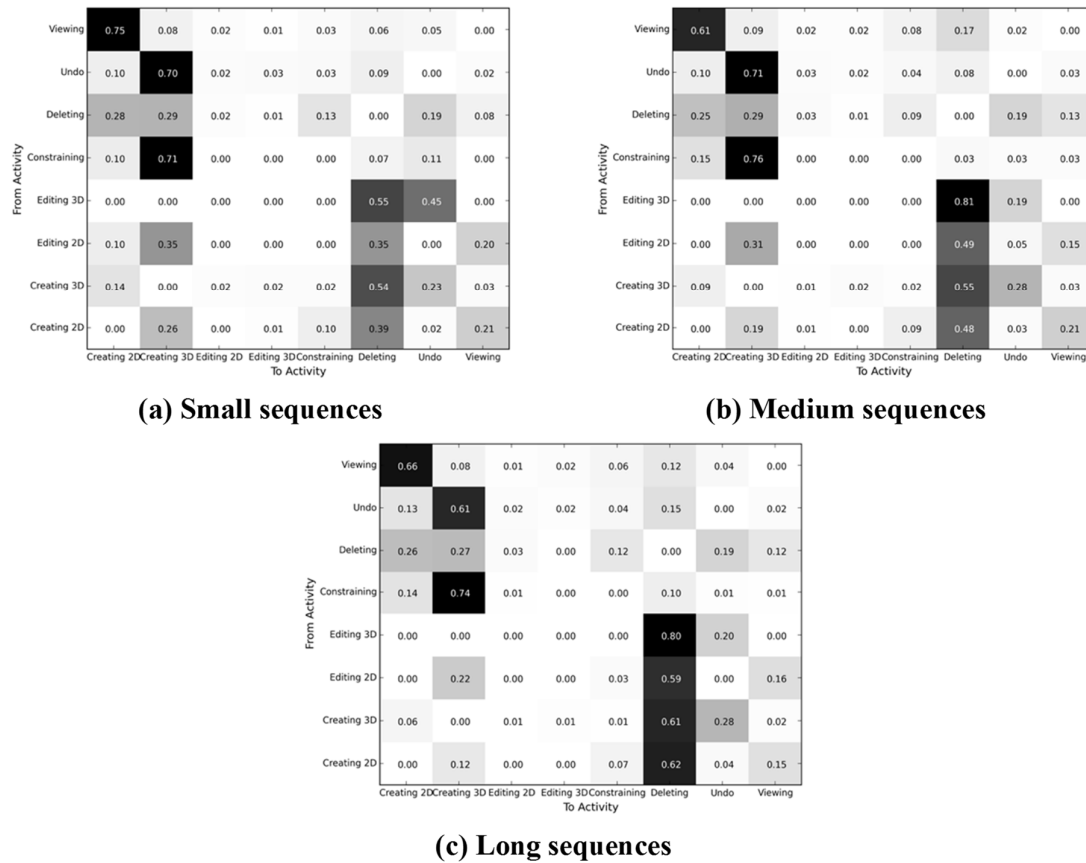 Viewing 0.75 0.08 0.02 0.01 0.03 0.06 0.05 0.00
Undo 0.10 0.70 0.02 0.03 0.03 0.09 0.00 0.02
Deleting 0.28 0.29 0.02 0.01 0.13 0.00 0.19 0.08
Constraining 0.10 0.71 0.00 0.00 0.00 0.07 0.11 0.00
From Activity
Editing 3D 0.00 0.00 0.00 0.00 0.00 0.55 0.45 0.00
Editing 2D 0.10 0.35 0.00 0.00 0.00 0.35 0.00 0.20
Creating 3D 0.14 0.00 0.02 0.02 0.02 0.54 0.23 0.03
Creating 2D 0.00 0.26 0.00 0.01 0.10 0.39 0.02 0.21
Creating 2D Creating 3D Editing 2D Editing 3D Constraining Deleting Undo Viewing
To Activity
(a) Small sequences
Viewing 0.61 0.09 0.02 0.02 0.08 0.17 0.02 0.00
Undo 0.10 0.71 0.03 0.02 0.04 0.08 0.00 0.03
Deleting 0.25 0.29 0.03 0.01 0.09 0.00 0.19 0.13
Constraining 0.15 0.76 0.00 0.00 0.00 0.03 0.03 0.03
From Activity
Editing 3D 0.00 0.00 0.00 0.00 0.00 0.81 0.19 0.00
Editing 2D 0.00 0.31 0.00 0.00 0.00 0.49 0.05 0.15
Creating 3D 0.09 0.00 0.01 0.02 0.02 0.55 0.28 0.03
Creating 2D 0.00 0.19 0.01 0.00 0.09 0.48 0.03 0.21
Creating 2D Creating 3D Editing 2D Editing 3D Constraining Deleting Undo Viewing
To Activity
(b) Medium sequences
Viewing 0.66 0.08 0.01 0.02 0.06 0.12 0.04 0.00
Undo 0.13 0.61 0.02 0.02 0.04 0.15 0.00 0.02
Deleting 0.26 0.27 0.03 0.00 0.12 0.00 0.19 0.12
Constraining 0.14 0.74 0.01 0.00 0.00 0.10 0.01 0.01
From Activity
Editing 3D 0.00 0.00 0.00 0.00 0.00 0.80 0.20 0.00
Editing 2D 0.00 0.22 0.00 0.00 0.03 0.59 0.00 0.16
Creating 3D 0.06 0.00 0.01 0.01 0.01 0.61 0.28 0.02
Creating 2D 0.00 0.12 0.00 0.00 0.07 0.62 0.04 0.15
Creating 2D Creating 3D Editing 2D Editing 3D Constraining Deleting Undo Viewing
To Activity
(c) Long sequences